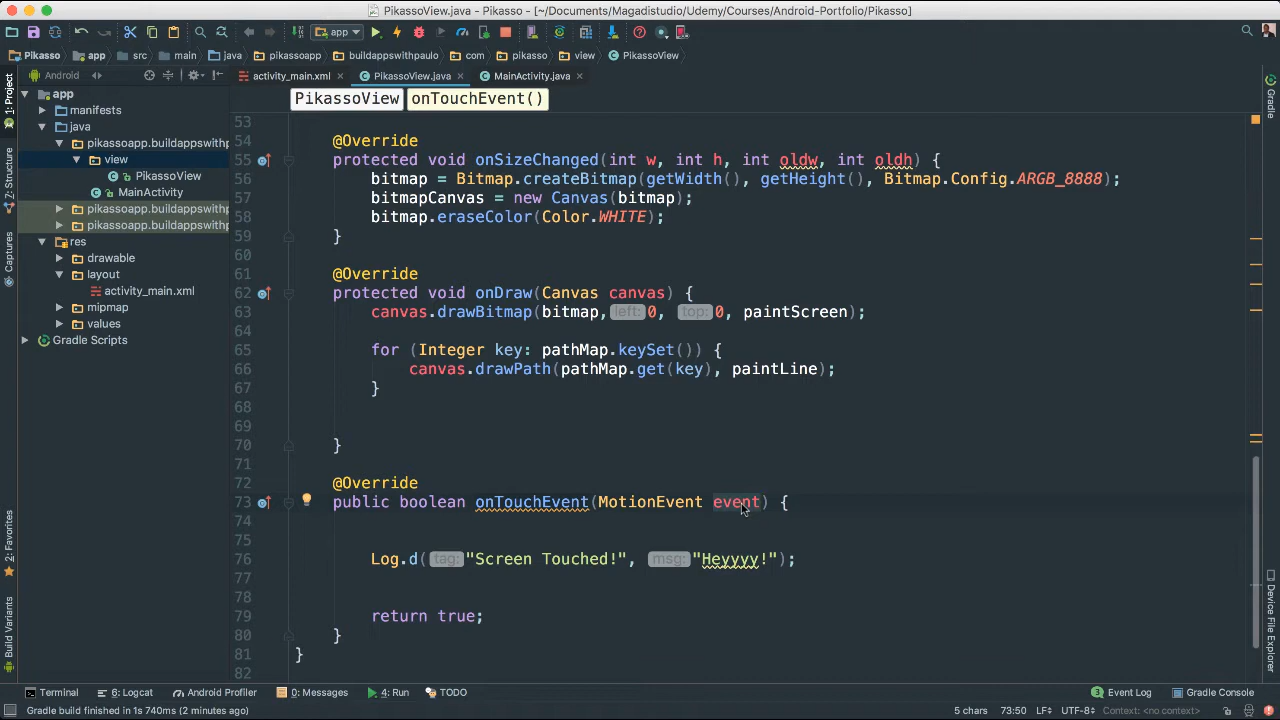 PikassoView.java - Pikasso - [~/Documents/Magadistudio/Udemy/Courses/Android-Portfolio/Pikasso]
app
Pikasso app src main java pikassoapp buildappswithpaulo com pikasso view PikassoView
Android activity_main.xml PikassoView.java MainActivity.java
PikassoView onTouchEvent()
1: Project
Z: Structure
Captures
2: Favorites
Build Variants
app
manifests
java
pikassoapp.buildappswithp
view
PikassoView
MainActivity
pikassoapp.buildappswithp
pikassoapp.buildappswithp
res
drawable
layout
activity_main.xml
mipmap
values
Gradle Scripts
53
54 @Override
55 protected void onSizeChanged(int w, int h, int oldw, int oldh) {
56 bitmap = Bitmap.createBitmap(getWidth(), getHeight(), Bitmap.Config.ARGB_8888);
57 bitmapCanvas = new Canvas(bitmap);
58 bitmap.eraseColor(Color.WHITE);
59 }
60
61 @Override
62 protected void onDraw(Canvas canvas) {
63 canvas.drawBitmap(bitmap, left: 0, top: 0, paintScreen);
64
65 for (Integer key: pathMap.keySet()) {
66 canvas.drawPath(pathMap.get(key), paintLine);
67 }
68
70 }
71
72 @Override
73 public boolean onTouchEvent(MotionEvent event) {
74
75
76 Log.d( tag: "Screen Touched!", msg: "Heyyyy!");
77
78
79 return true;
80 }
81 }
82
Gradle
Device File Explorer
Terminal 6: Logcat Android Profiler 0: Messages 4: Run TODO Event Log Gradle Console
Gradle build finished in 1s 740ms (2 minutes ago) 5 chars 73:50 LF÷ UTF-8÷ Context: <no context>